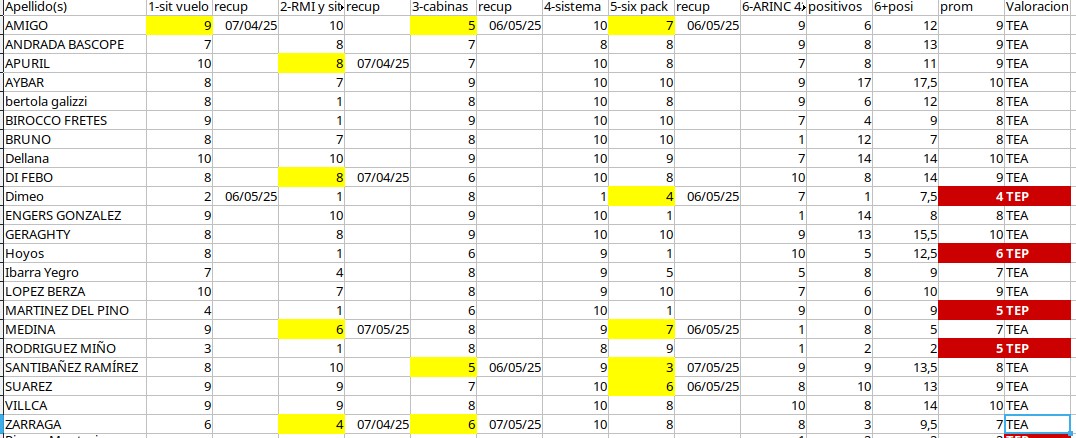 Apellido(s) 1-sit vuelo recup 2-RMI y sit recup 3-cabinas recup 4-sistema 5-six pack recup 6-ARINC 4 positivos 6+posi prom Valoracion
AMIGO 9 07/04/25 10 5 06/05/25 10 7 06/05/25 9 6 12 9 TEA
ANDRADA BASCOPE 7 8 7 8 8 9 8 13 9 TEA
APURIL 10 8 07/04/25 7 10 8 7 8 11 9 TEA
AYBAR 8 7 9 10 10 9 17 17,5 10 TEA
bertola galizzi 8 1 8 10 8 9 6 12 8 TEA
BIROCCO FRETES 9 1 9 10 10 7 4 9 8 TEA
BRUNO 8 7 8 10 10 1 12 7 8 TEA
Dellana 10 10 9 10 9 7 14 14 10 TEA
DI FEBO 8 8 07/04/25 6 10 8 10 8 14 9 TEA
Dimeo 2 06/05/25 1 8 1 4 06/05/25 7 1 7,5 4 TEP
ENGERS GONZALEZ 9 10 9 10 1 1 14 8 8 TEA
GERAGHTY 8 8 9 10 10 9 13 15,5 10 TEA
Hoyos 8 1 6 9 1 10 5 12,5 6 TEP
Ibarra Yegro 7 4 8 9 5 5 8 9 7 TEA
LOPEZ BERZA 10 7 8 9 10 7 6 10 9 TEA
MARTINEZ DEL PINO 4 1 6 10 1 9 0 9 5 TEP
MEDINA 9 6 07/05/25 8 9 7 06/05/25 1 8 5 7 TEA
RODRIGUEZ MIÑO 3 1 8 8 9 1 2 2 5 TEP
SANTIBAÑEZ RAMÍREZ 8 10 5 06/05/25 9 3 07/05/25 9 9 13,5 8 TEA
SUAREZ 9 9 7 10 6 06/05/25 8 10 13 9 TEA
VILLCA 9 9 8 10 8 10 8 14 10 TEA
ZARRAGA 6 4 07/04/25 6 07/05/25 10 8 8 3 9,5 7 TEA